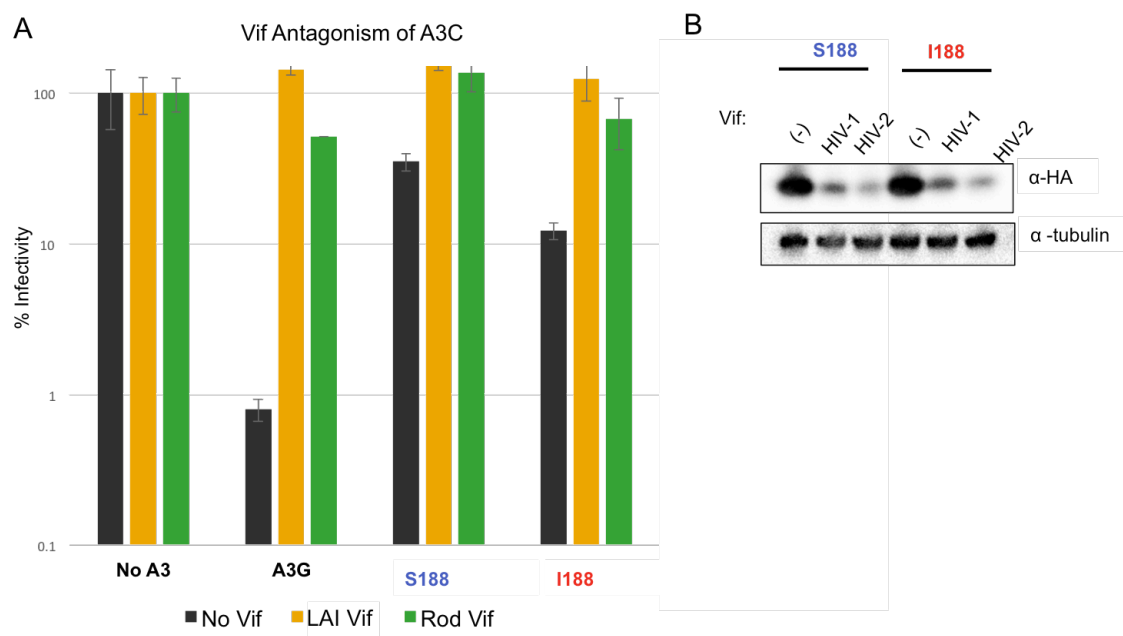 A
Vif Antagonism of A3C
% Infectivity
100
10
1
0.1
No A3
A3G
S188
I188
No Vif
LAI Vif
Rod Vif
B
S188
I188
Vif:
(-)
HIV-1
HIV-2
(-)
HIV-1
HIV-2
α-HA
α -tubulin